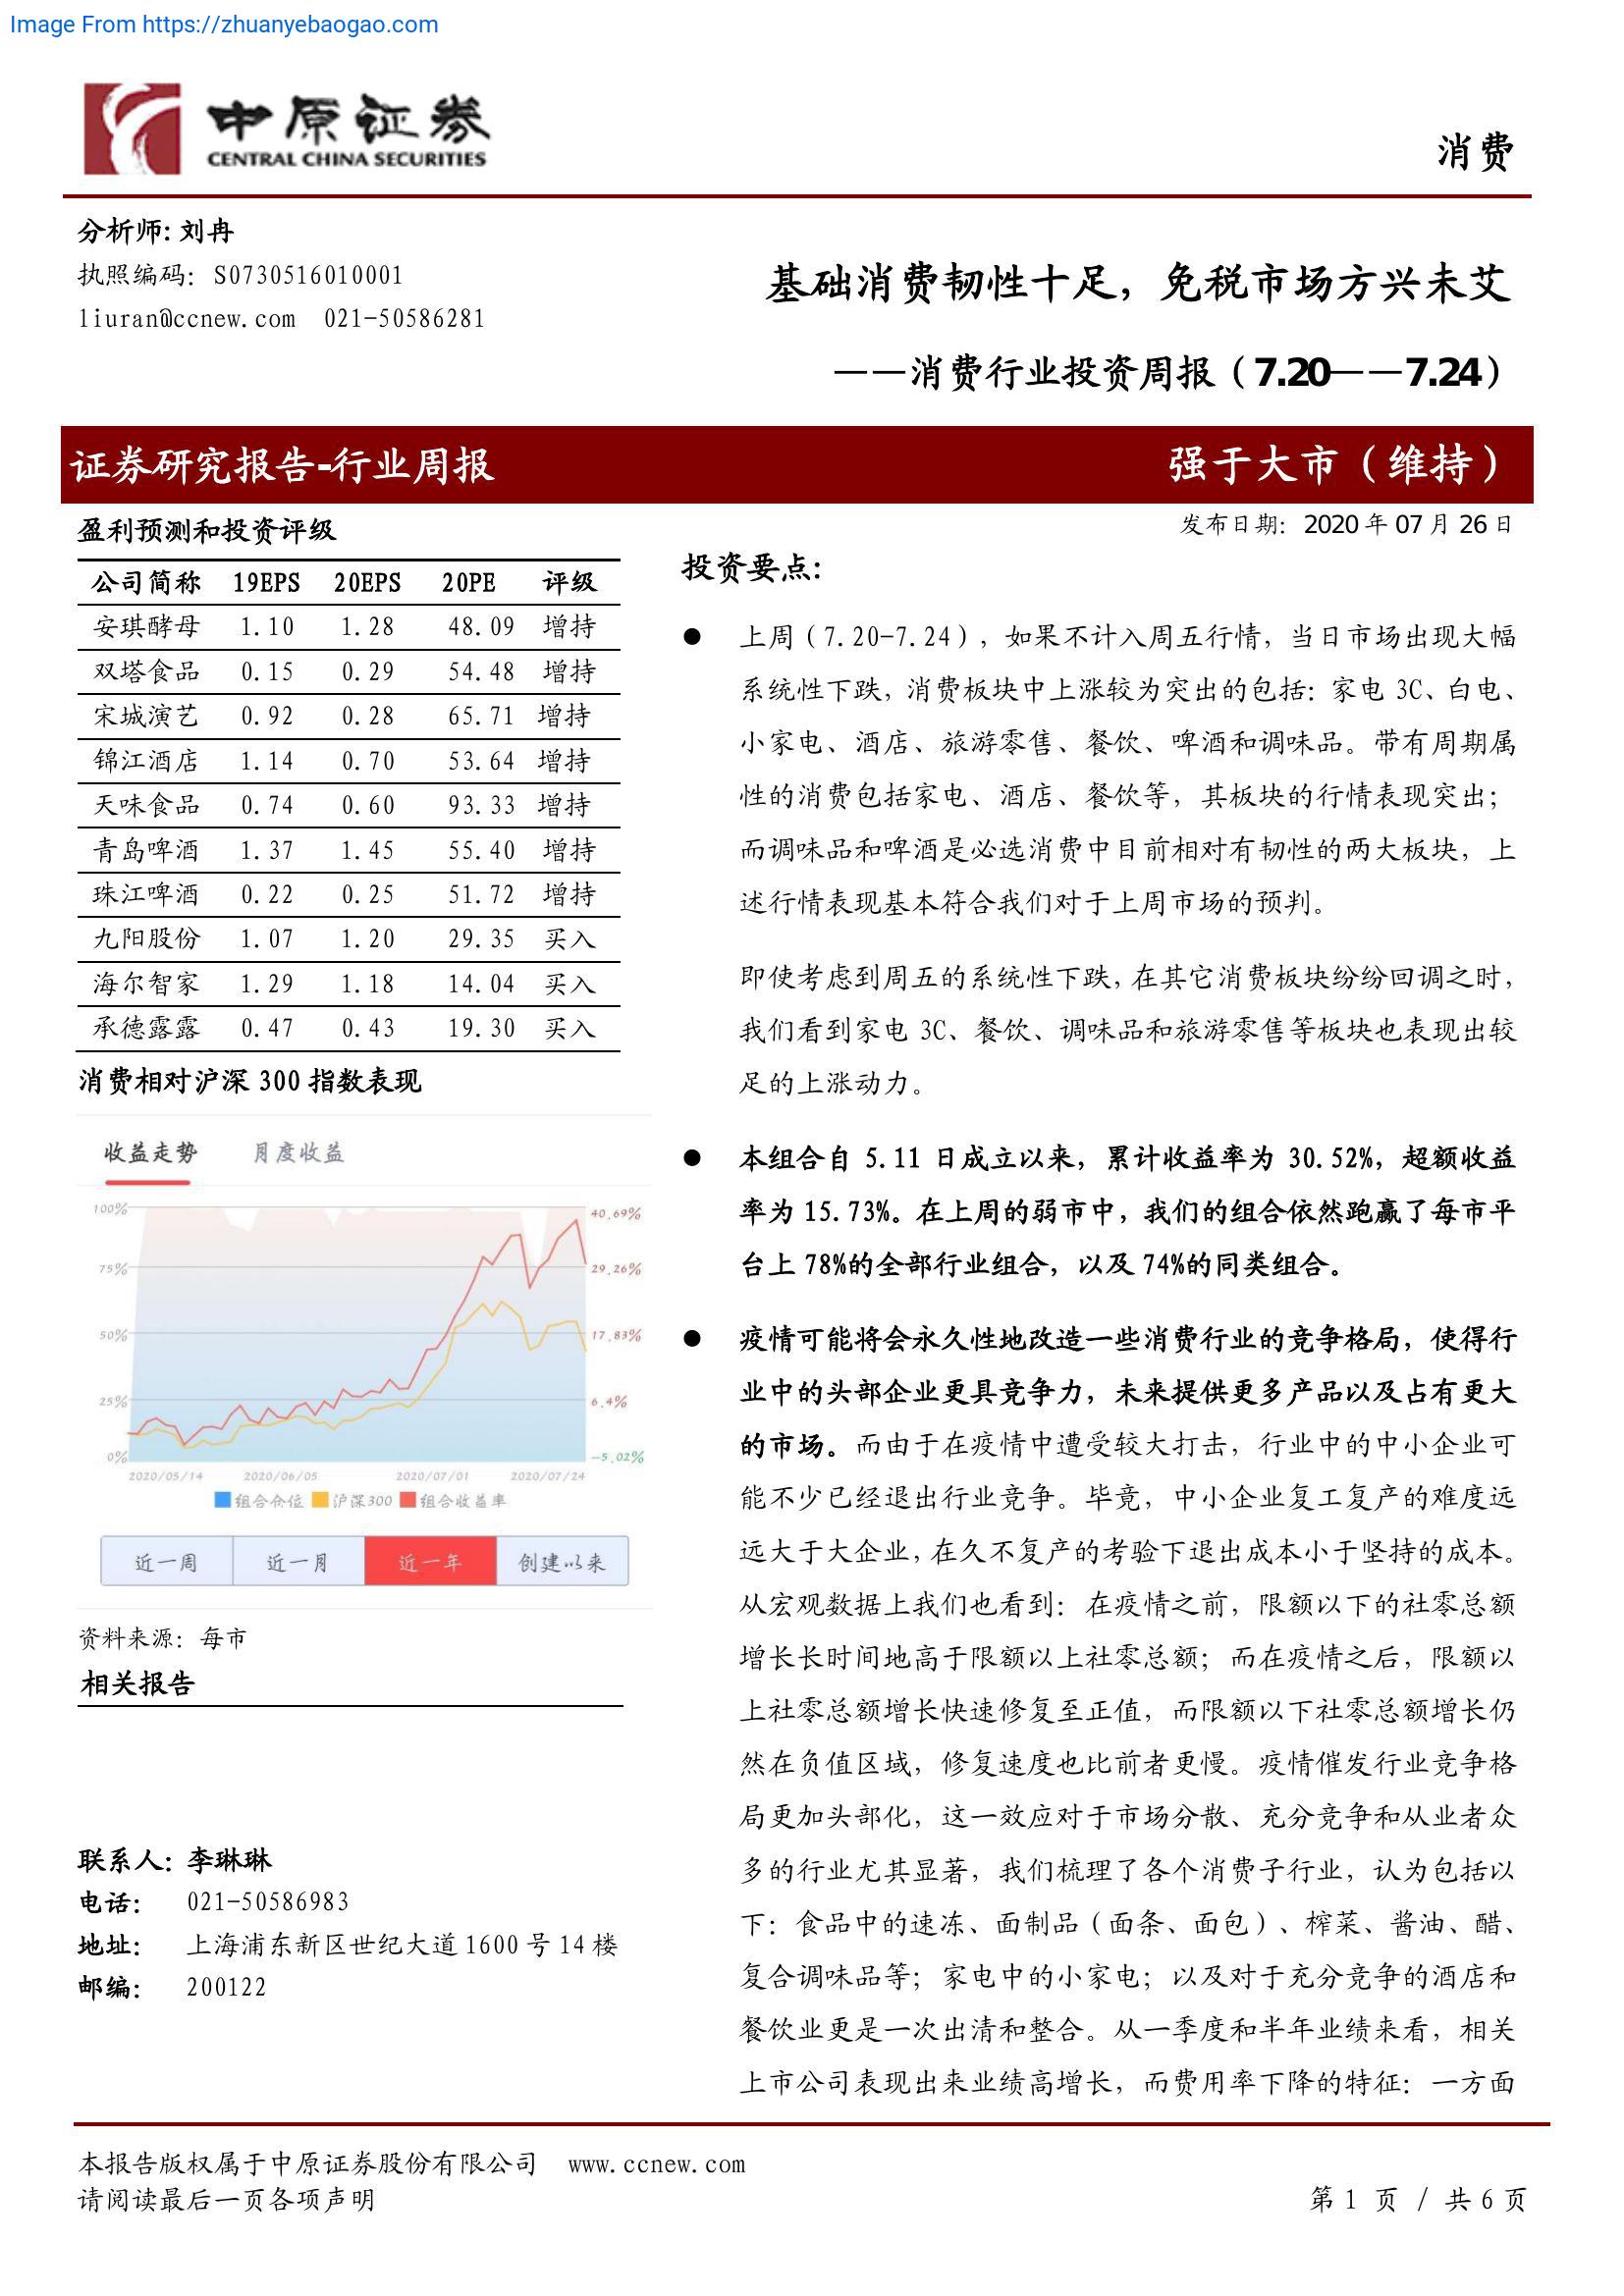 Image From https://zhuanyebaogao.com
中原证券
CENTRAL CHINA SECURITIES
消费
分析师: 刘冉
执照编码: S0730516010001
liuran@ccnew.com 021-50586281
基础消费韧性十足，免税市场方兴未艾
——消费行业投资周报（7.20——7.24）
证券研究报告-行业周报
强于大市（维持）
盈利预测和投资评级
公司简称 19EPS 20EPS 20PE 评级
安琪酵母 1.10 1.28 48.09 增持
双塔食品 0.15 0.29 54.48 增持
宋城演艺 0.92 0.28 65.71 增持
锦江酒店 1.14 0.70 53.64 增持
天味食品 0.74 0.60 93.33 增持
青岛啤酒 1.37 1.45 55.40 增持
珠江啤酒 0.22 0.25 51.72 增持
九阳股份 1.07 1.20 29.35 买入
海尔智家 1.29 1.18 14.04 买入
承德露露 0.47 0.43 19.30 买入
消费相对沪深 300 指数表现
收益走势 月度收益
100% 40.69%
75% 29.26%
50% 17.83%
25% 6.4%
0% -5.02%
2020/05/14 2020/06/05 2020/07/01 2020/07/24
组合仓位 沪深300 组合收益率
近一周 近一月 近一年 创建以来
资料来源: 每市
相关报告
联系人: 李琳琳
电话: 021-50586983
地址: 上海浦东新区世纪大道1600 号 14 楼
邮编: 200122
发布日期: 2020 年 07 月 26 日
投资要点:
● 上周（7.20-7.24），如果不计入周五行情，当日市场出现大幅
系统性下跌，消费板块中上涨较为突出的包括：家电 3C、白电、
小家电、酒店、旅游零售、餐饮、啤酒和调味品。带有周期属
性的消费包括家电、酒店、餐饮等，其板块的行情表现突出；
而调味品和啤酒是必选消费中目前相对有韧性的两大板块，上
述行情表现基本符合我们对于上周市场的预判。
即使考虑到周五的系统性下跌，在其它消费板块纷纷回调之时，
我们看到家电 3C、餐饮、调味品和旅游零售等板块也表现出较
足的上涨动力。
● 本组合自 5.11 日成立以来，累计收益率为 30.52%，超额收益
率为 15.73%。在上周的弱市中，我们的组合依然跑赢了每市平
台上 78%的全部行业组合，以及 74%的同类组合。
● 疫情可能将会永久性地改造一些消费行业的竞争格局，使得行
业中的头部企业更具竞争力，未来提供更多产品以及占有更大
的市场。而由于在疫情中遭受较大打击，行业中的中小企业可
能不少已经退出行业竞争。毕竟，中小企业复工复产的难度远
远大于大企业，在久不复产的考验下退出成本小于坚持的成本。
从宏观数据上我们也看到：在疫情之前，限额以下的社零总额
增长长时间地高于限额以上社零总额；而在疫情之后，限额以
上社零总额增长快速修复至正值，而限额以下社零总额增长仍
然在负值区域，修复速度也比前者更慢。疫情催发行业竞争格
局更加头部化，这一效应对于市场分散、充分竞争和从业者众
多的行业尤其显著，我们梳理了各个消费子行业，认为包括以
下：食品中的速冻、面制品（面条、面包）、榨菜、酱油、醋、
复合调味品等；家电中的小家电；以及对于充分竞争的酒店和
餐饮业更是一次出清和整合。从一季度和半年业绩来看，相关
上市公司表现出来业绩高增长，而费用率下降的特征：一方面
本报告版权属于中原证券股份有限公司 www.ccnew.com
请阅读最后一页各项声明
第 1 页 / 共 6 页